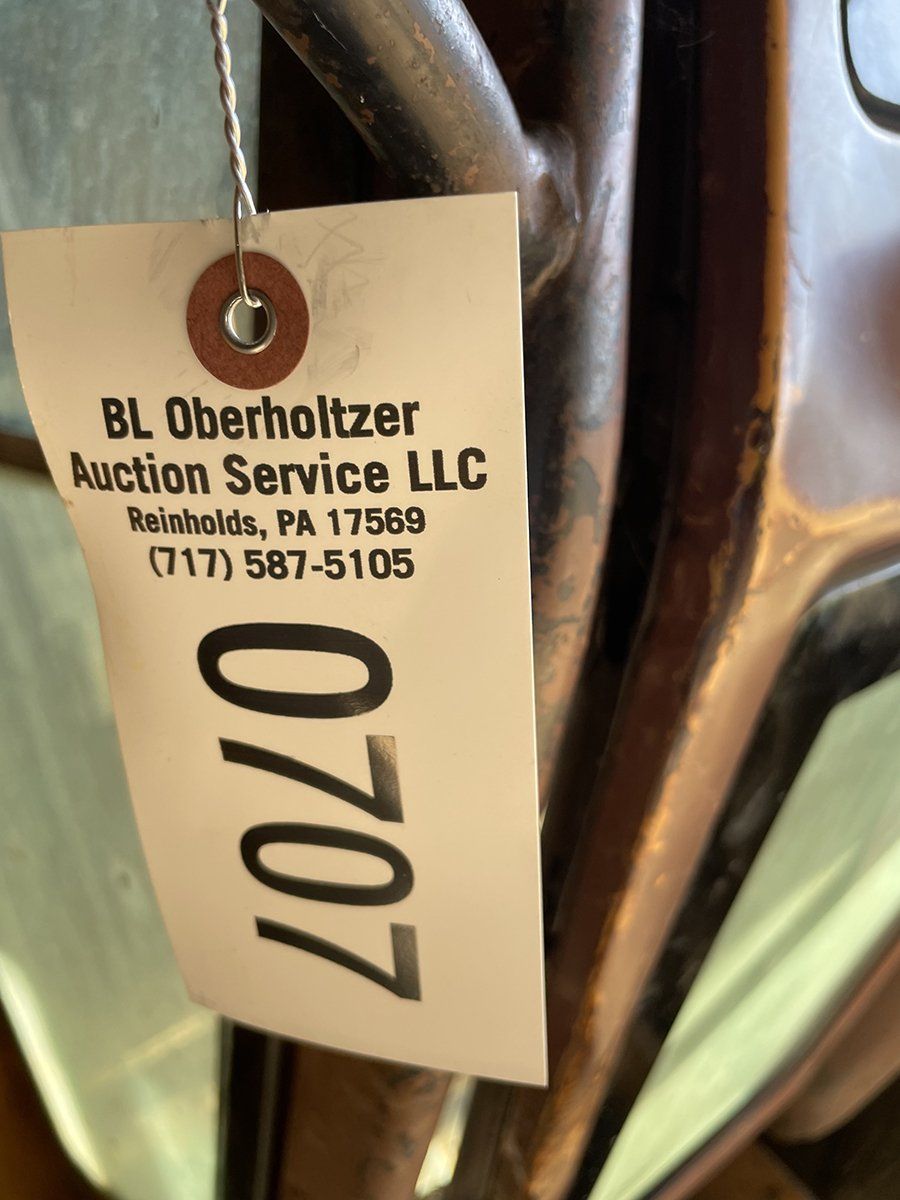 BL Oberholtzer
Auction Service LLC
Reinholds, PA 17569
(717) 587-5105
0707